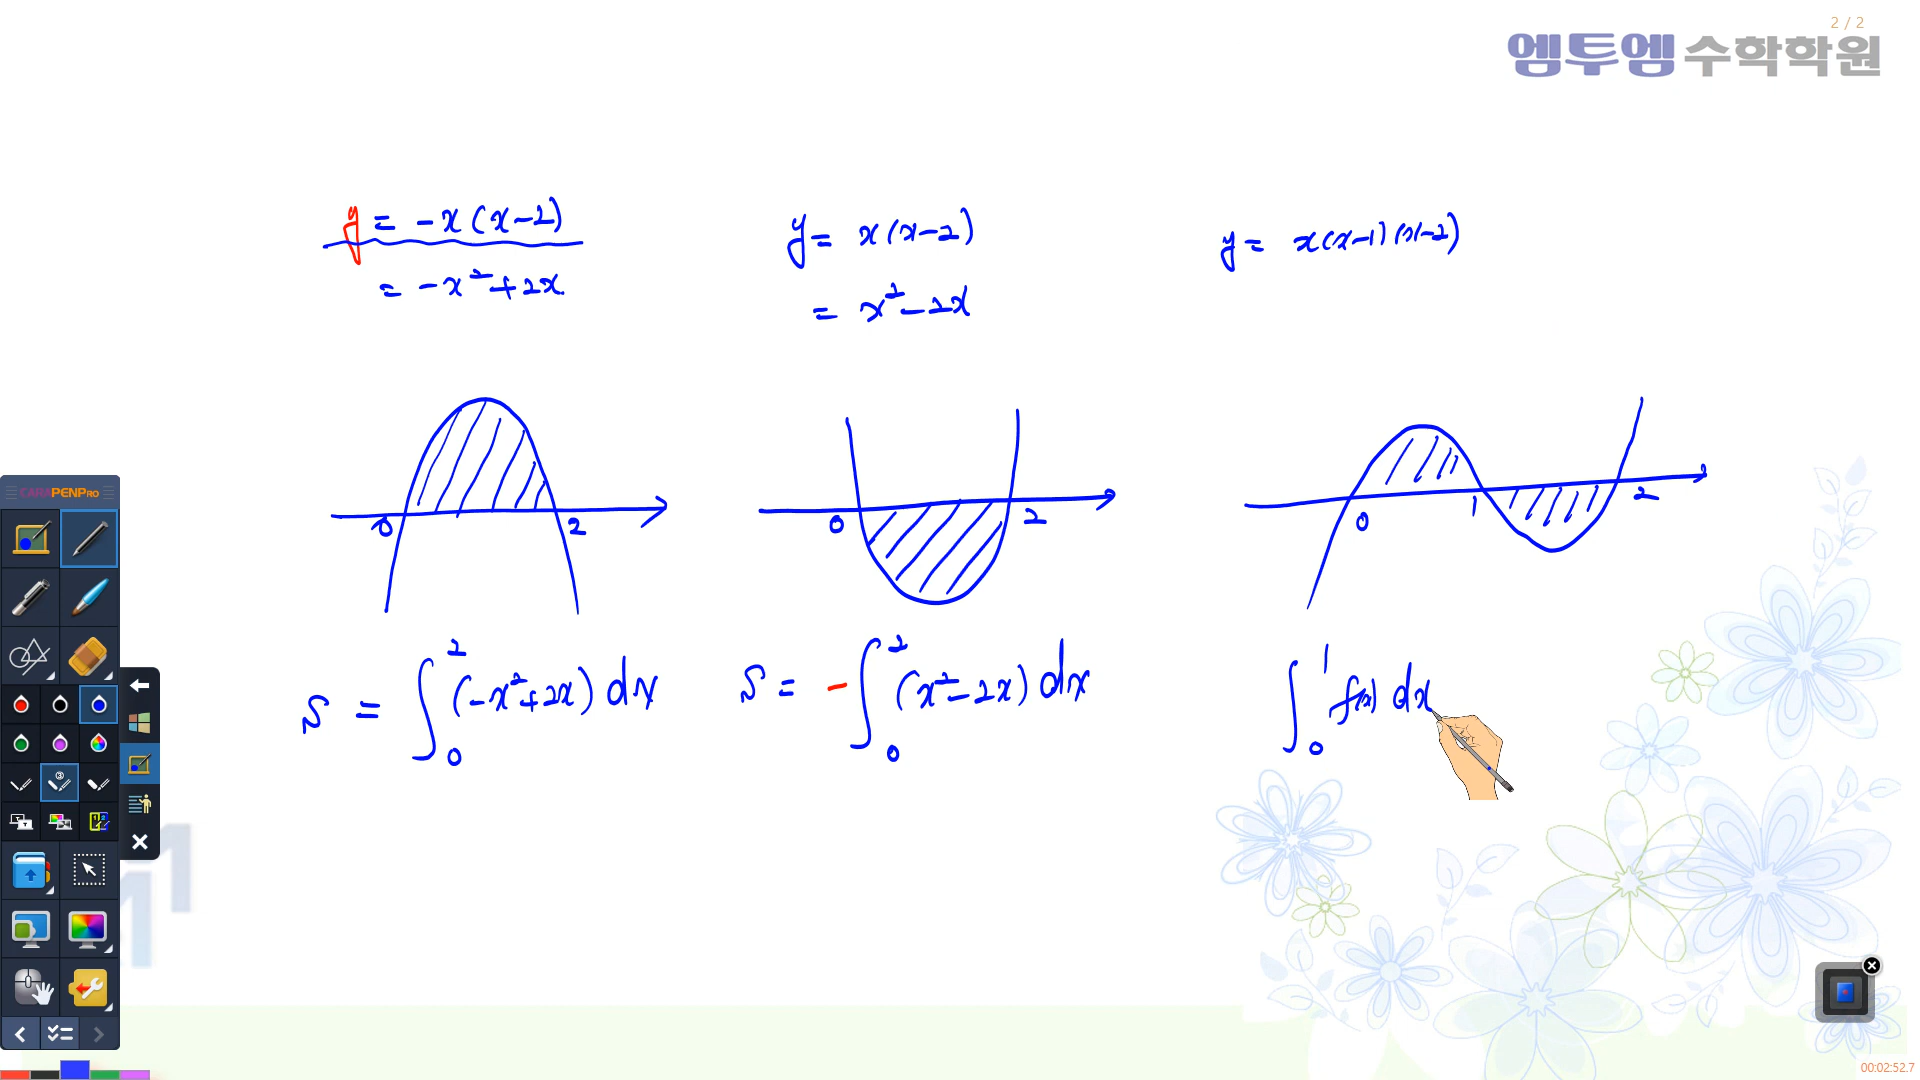 2 / 2
엠투엠 수학학원
y = -x(x-2)
= -x²+2x
y = x(x-2)
= x²-2x
y = x(x-1)(x-2)
0 2
0 2
0 1 2
S = ∫₀² (-x²+2x) dx
S = -∫₀² (x²-2x) dx
∫₀¹ f(x) dx
CARAPENPRO
00:02:52.7